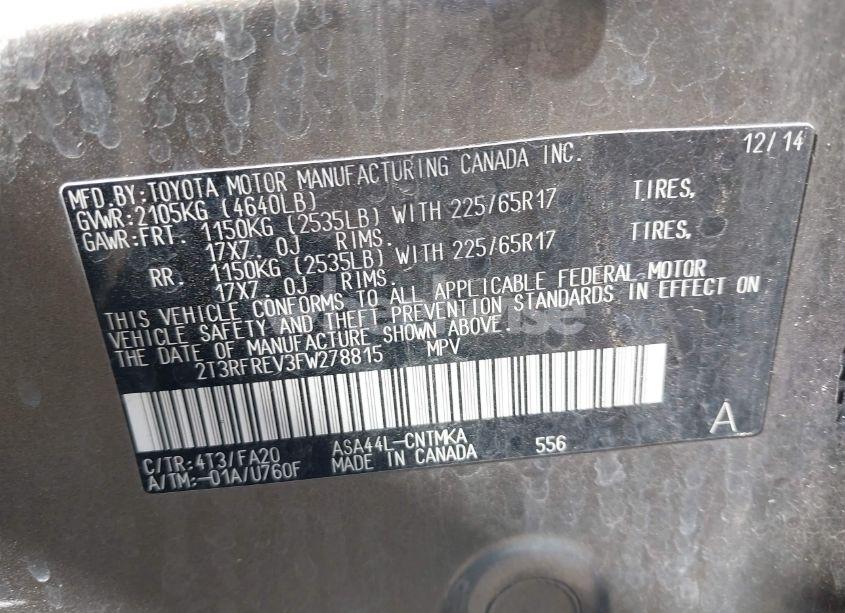 12/14
MFD.BY:TOYOTA MOTOR MANUFACTURING CANADA INC.
GVWR:2105KG (4640LB)
GAWR:FRT. 1150KG (2535LB) WITH 225/65R17 TIRES,
17X7.0J RIMS.
RR. 1150KG (2535LB) WITH 225/65R17 TIRES,
17X7.0J RIMS.
THIS VEHICLE CONFORMS TO ALL APPLICABLE FEDERAL MOTOR
VEHICLE SAFETY AND THEFT PREVENTION STANDARDS IN EFFECT ON
THE DATE OF MANUFACTURE SHOWN ABOVE.
2T3RFREV3FW278815 MPV
A
C/TR:4T3/FA20 ASA44L-CNTMKA 556
A/TM:-01A/U760F MADE IN CANADA